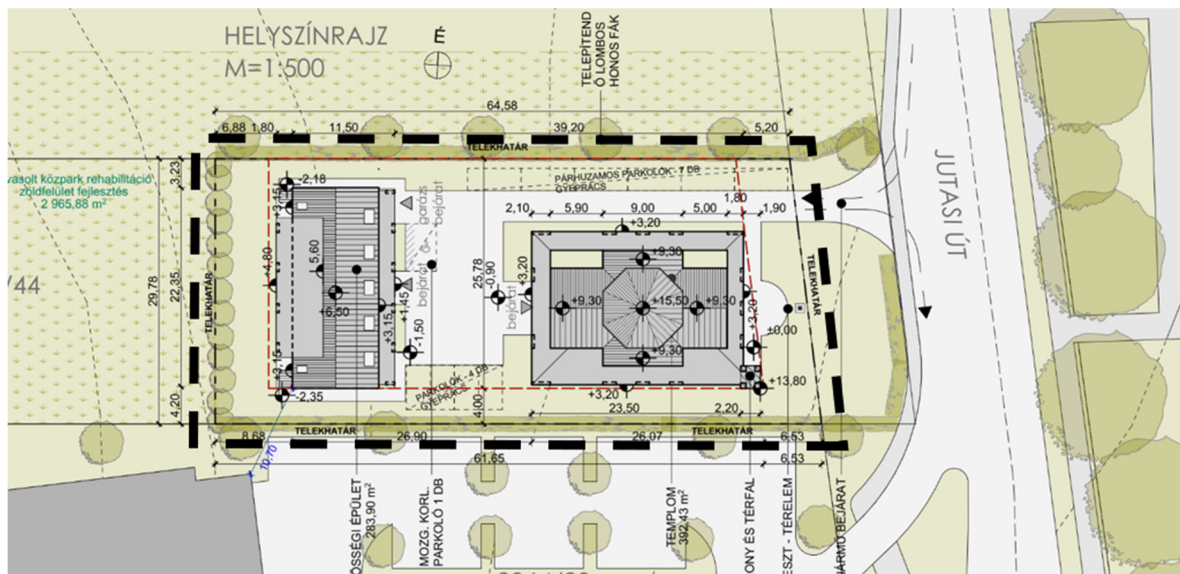 HELYSZÍNRAJZ
M=1:500
É
TELEPÍTEND
Ő LOMBOS
HONOS FÁK
64,58
6,88
1,80
11,50
39,20
5,20
TELEKHATÁR
PÁRHUZAMOS PARKOLÓK - 7 DB
GYEPRÁCS
közpark rehabilitáció
zöldfelület fejlesztés
2 965,88 m²
/44
29,78
3,23
22,35
4,20
TELEKHATÁR
-2,18
+3,15
+4,80
5,60
+6,50
+3,15
-2,35
+3,15
+1,45
-1,50
garázs
bejárat
bejárat
25,78
-0,90
4,00
bejárat
+3,20
2,10
5,90
9,00
5,00
1,80
1,90
+3,20
+9,30
+9,30
+15,50
+9,30
+9,30
+3,20
+3,20
±0,00
+13,80
TELEKHATÁR
JUTASI ÚT
PARKOLÓK - 4 DB
GYEPRÁCS
23,50
2,20
TELEKHATÁR
TELEKHATÁR
8,68
26,90
26,07
6,53
10,70
61,65
6,53
ÉPÜLET
283,90 m²
MOZG. KORL.
PARKOLÓ 1 DB
TEMPLOM
392,43 m²
ÉS TÉRFAL
- TÉRELEM
BEJÁRAT